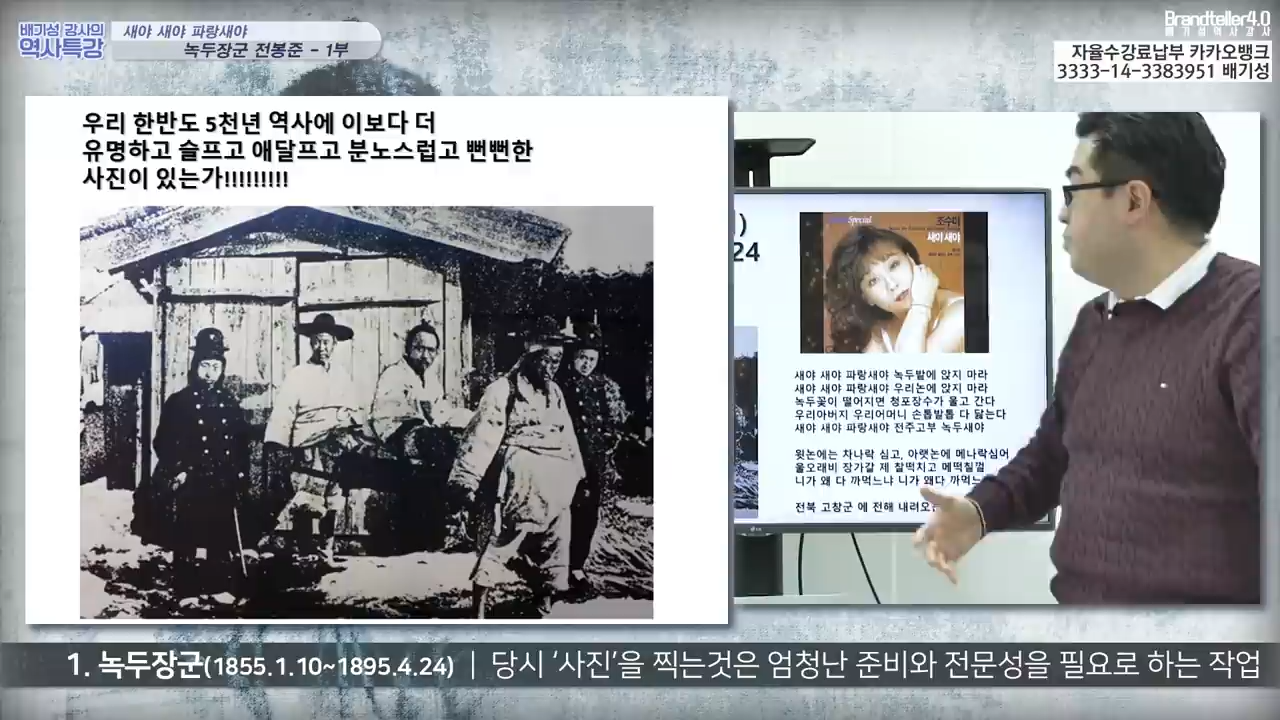 배기성 강사의
역사특강
새야 새야 파랑새야
녹두장군 전봉준 - 1부
Brandteller4.0
배기성역사강사
자율수강료납부 카카오뱅크
3333-14-3383951 배기성
우리 한반도 5천년 역사에 이보다 더
유명하고 슬프고 애달프고 분노스럽고 뻔뻔한
사진이 있는가!!!!!!!!!
)
24
Special
조수미
새야 새야
새야 새야 파랑새야 녹두밭에 앉지 마라
새야 새야 파랑새야 우리논에 앉지 마라
녹두꽃이 떨어지면 청포장수가 울고 간다
우리아버지 우리어머니 손톱발톱 다 닳는다
새야 새야 파랑새야 전주고부 녹두새야
윗논에는 차나락 심고, 아랫논에 메나락심어
울오래비 장가갈 제 찰떡치고 메떡칠껄
니가 왜 다 까먹느냐 니가 왜다 까먹느
전북 고창군 에 전해 내려오는
LG
1. 녹두장군(1855.1.10~1895.4.24) | 당시 '사진'을 찍는것은 엄청난 준비와 전문성을 필요로 하는 작업